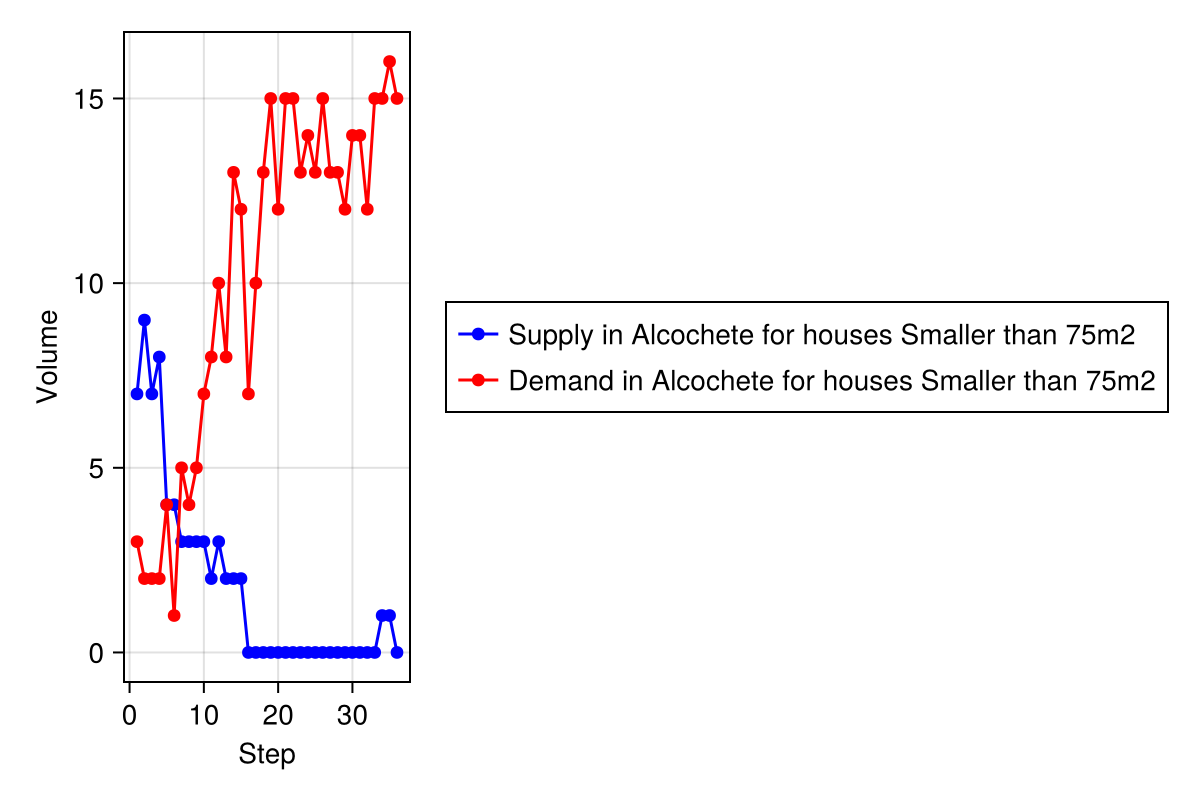 15
10
5
0
Volume
0 10 20 30
Step
Supply in Alcochete for houses Smaller than 75m2
Demand in Alcochete for houses Smaller than 75m2